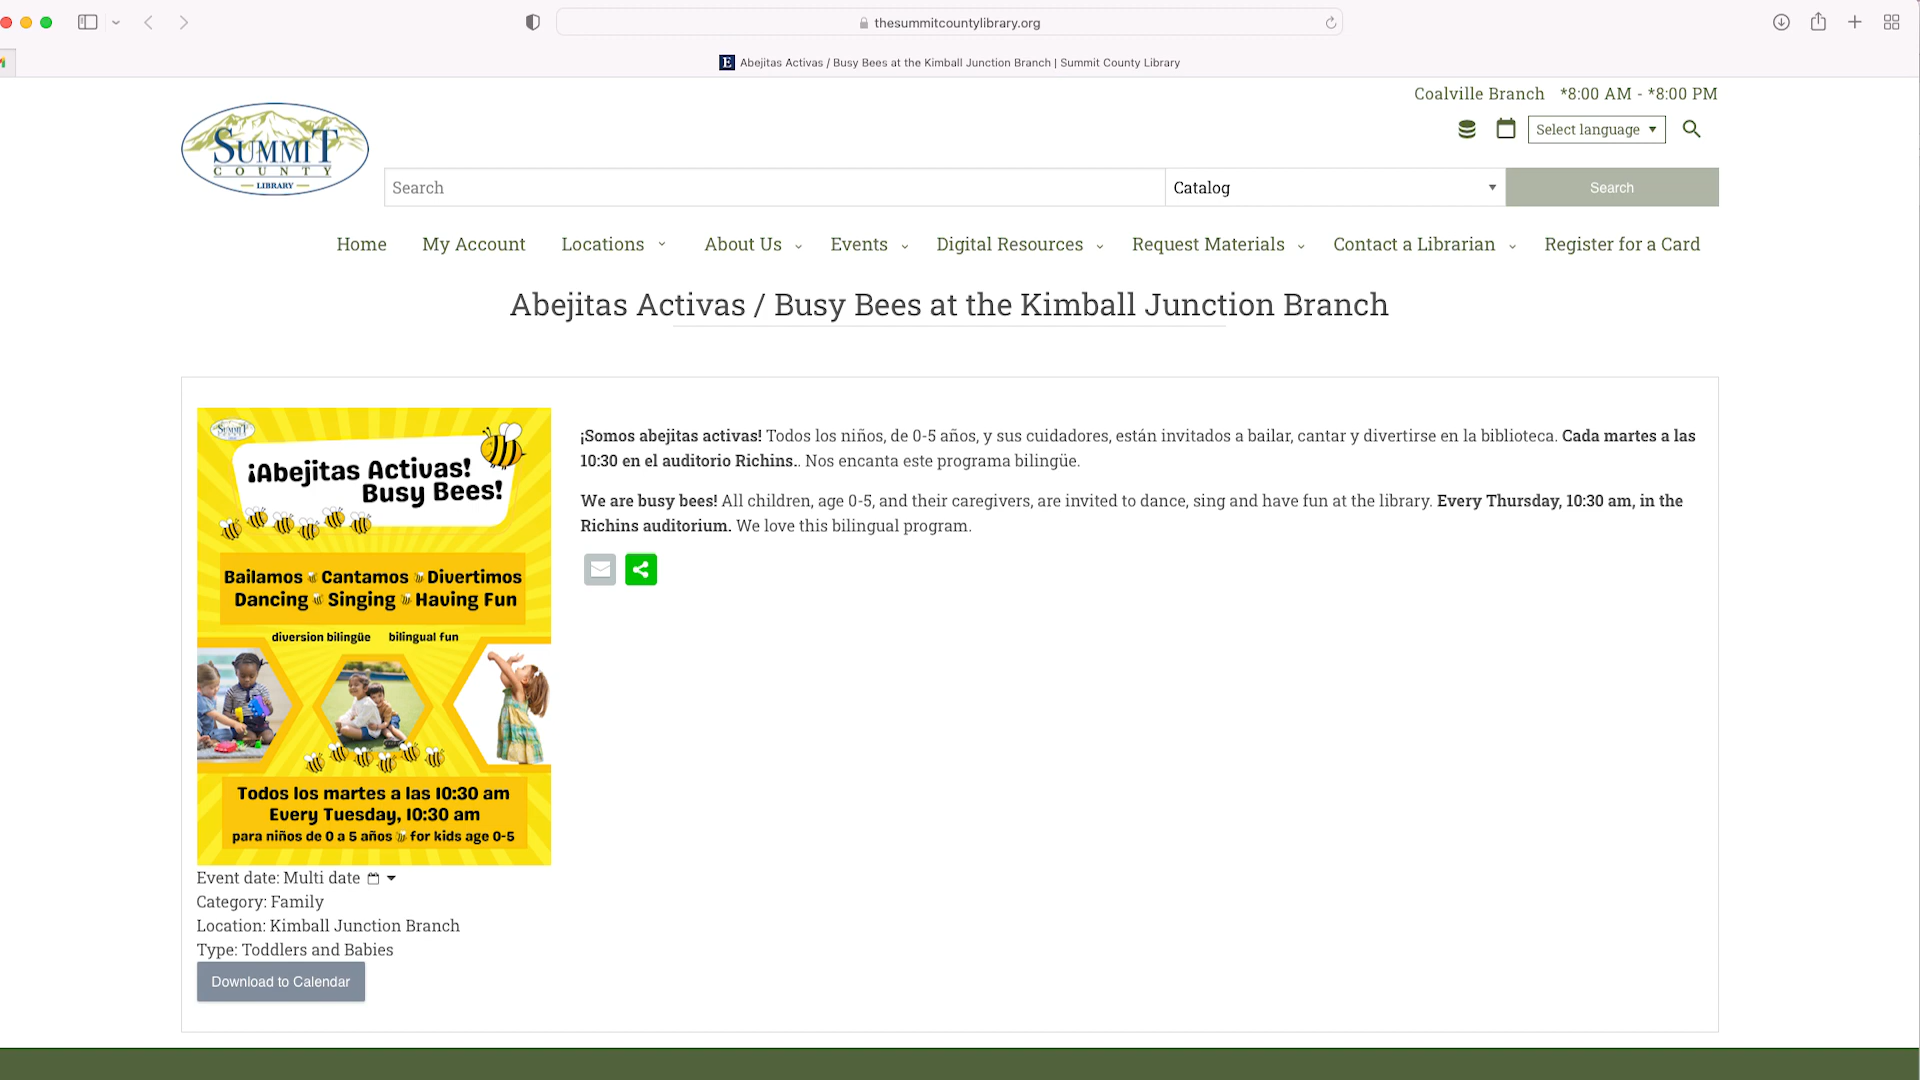 thesummitcountylibrary.org
E Abejitas Activas / Busy Bees at the Kimball Junction Branch | Summit County Library
Coalville Branch *8:00 AM - *8:00 PM
Select language
SUMMIT
COUNTY
LIBRARY
Search Catalog Search
Home My Account Locations About Us Events Digital Resources Request Materials Contact a Librarian Register for a Card
Abejitas Activas / Busy Bees at the Kimball Junction Branch
SUMMIT
¡Abejitas Activas!
Busy Bees!
Bailamos Cantamos Divertimos
Dancing Singing Having Fun
diversion bilingüe bilingual fun
Todos los martes a las 10:30 am
Every Tuesday, 10:30 am
para niños de 0 a 5 años for kids age 0-5
¡Somos abejitas activas! Todos los niños, de 0-5 años, y sus cuidadores, están invitados a bailar, cantar y divertirse en la biblioteca. Cada martes a las
10:30 en el auditorio Richins.. Nos encanta este programa bilingüe.
We are busy bees! All children, age 0-5, and their caregivers, are invited to dance, sing and have fun at the library. Every Thursday, 10:30 am, in the
Richins auditorium. We love this bilingual program.
Event date: Multi date
Category: Family
Location: Kimball Junction Branch
Type: Toddlers and Babies
Download to Calendar